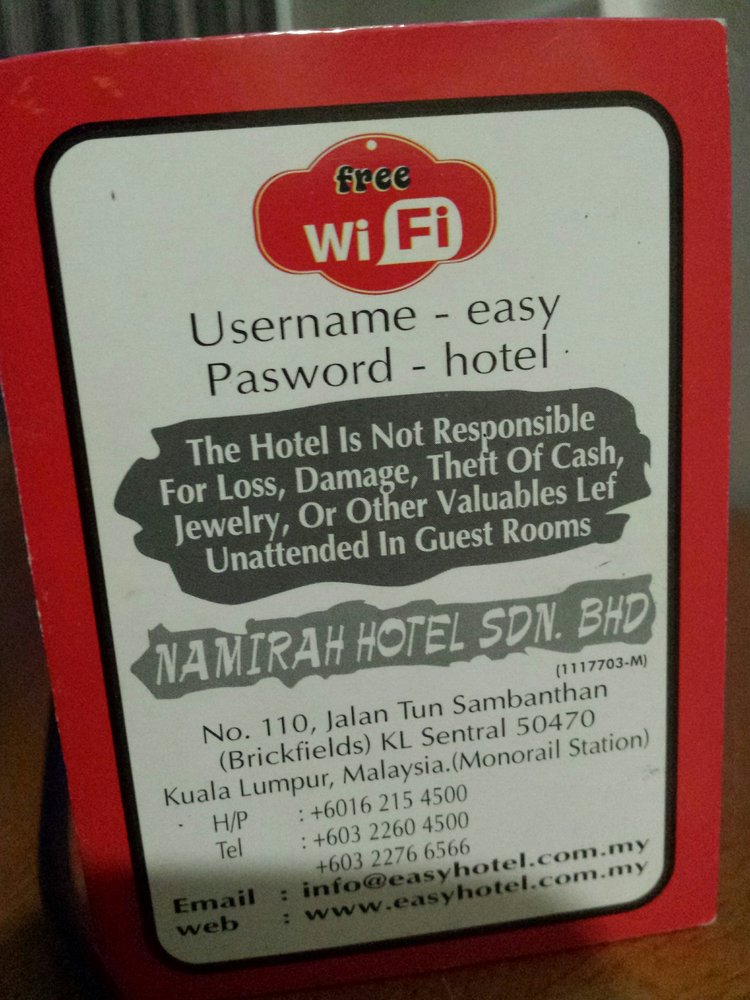 free
WiFi
Username - easy
Pasword - hotel
The Hotel Is Not Responsible
For Loss, Damage, Theft Of Cash,
Jewelry, Or Other Valuables Lef
Unattended In Guest Rooms
NAMIRAH HOTEL SDN. BHD
(1117703-M)
No. 110, Jalan Tun Sambanthan
(Brickfields) KL Sentral 50470
Kuala Lumpur, Malaysia.(Monorail Station)
H/P : +6016 215 4500
Tel : +603 2260 4500
+603 2276 6566
Email : info@easyhotel.com.my
web : www.easyhotel.com.my